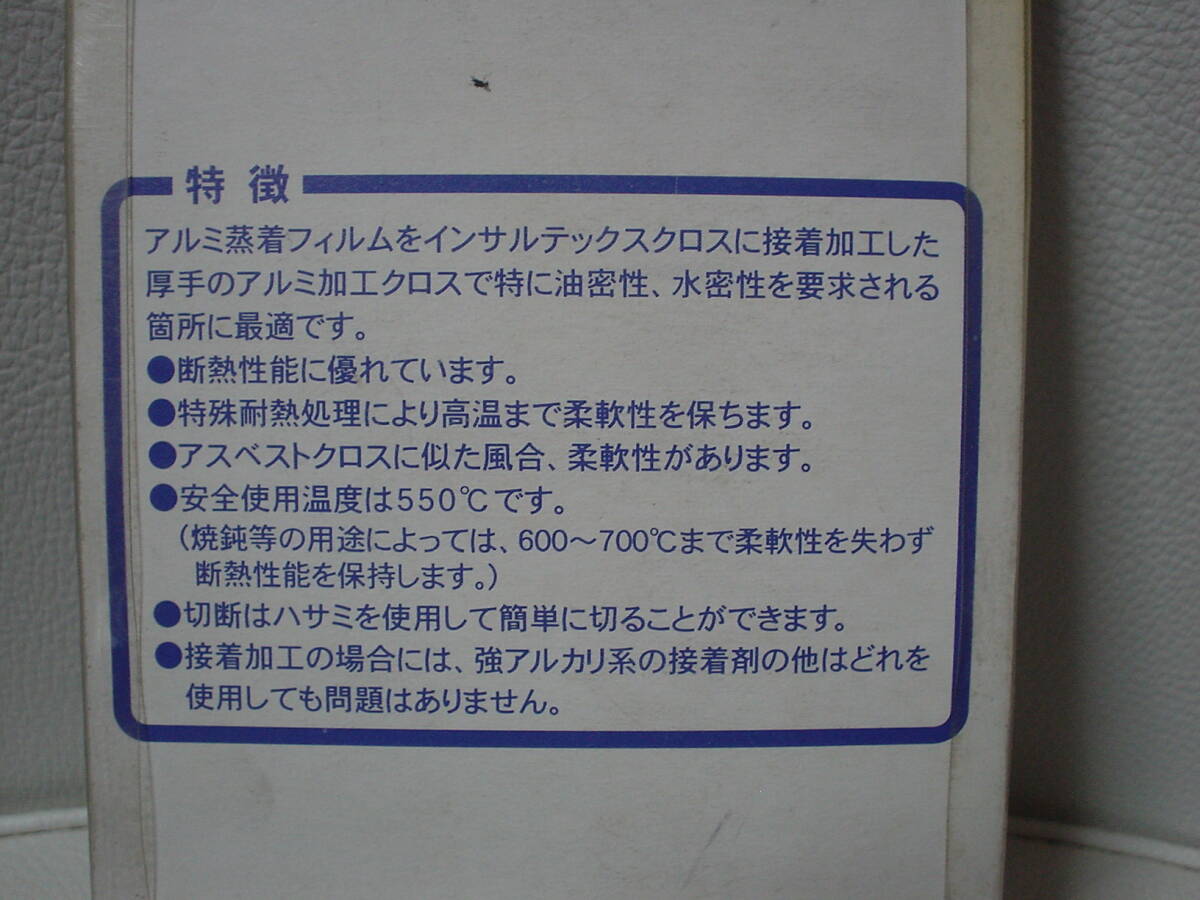 特徴
アルミ蒸着フィルムをインサルテックスクロスに接着加工した
厚手のアルミ加工クロスで特に油密性、水密性を要求される
箇所に最適です。
●断熱性能に優れています。
●特殊耐熱処理により高温まで柔軟性を保ちます。
●アスベストクロスに似た風合、柔軟性があります。
●安全使用温度は550℃です。
(焼鈍等の用途によっては、600〜700℃まで柔軟性を失わず
断熱性能を保持します。)
●切断はハサミを使用して簡単に切ることができます。
●接着加工の場合には、強アルカリ系の接着剤の他はどれを
使用しても問題はありません。